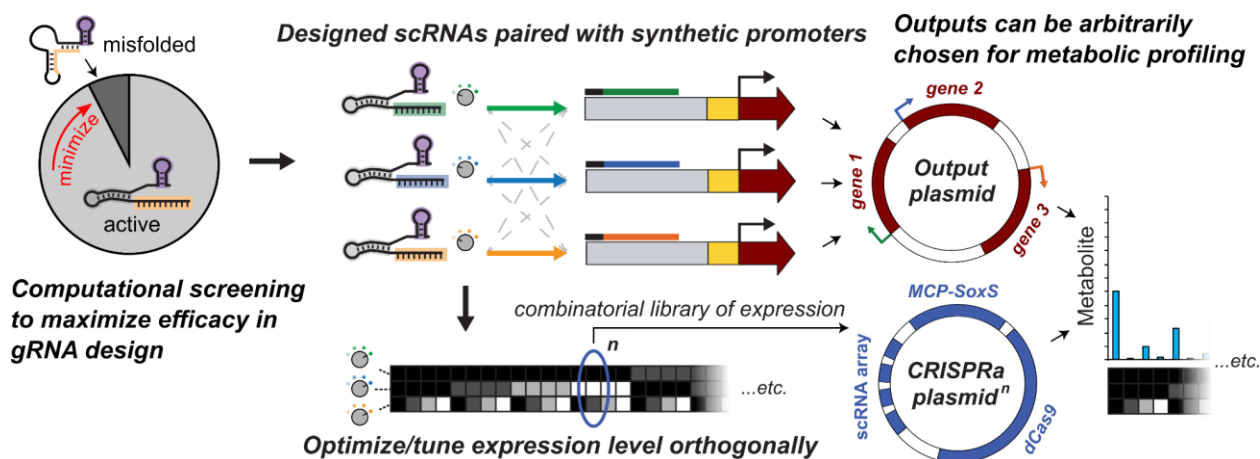 misfolded
minimize
active
Computational screening
to maximize efficacy in
gRNA design
Designed scRNAs paired with synthetic promoters
Outputs can be arbitrarily
chosen for metabolic profiling
gene 1
gene 2
gene 3
Output
plasmid
combinatorial library of expression
n
...etc.
Optimize/tune expression level orthogonally
MCP-SoxS
scRNA array
dCas9
CRISPRa
plasmidⁿ
Metabolite
...etc.